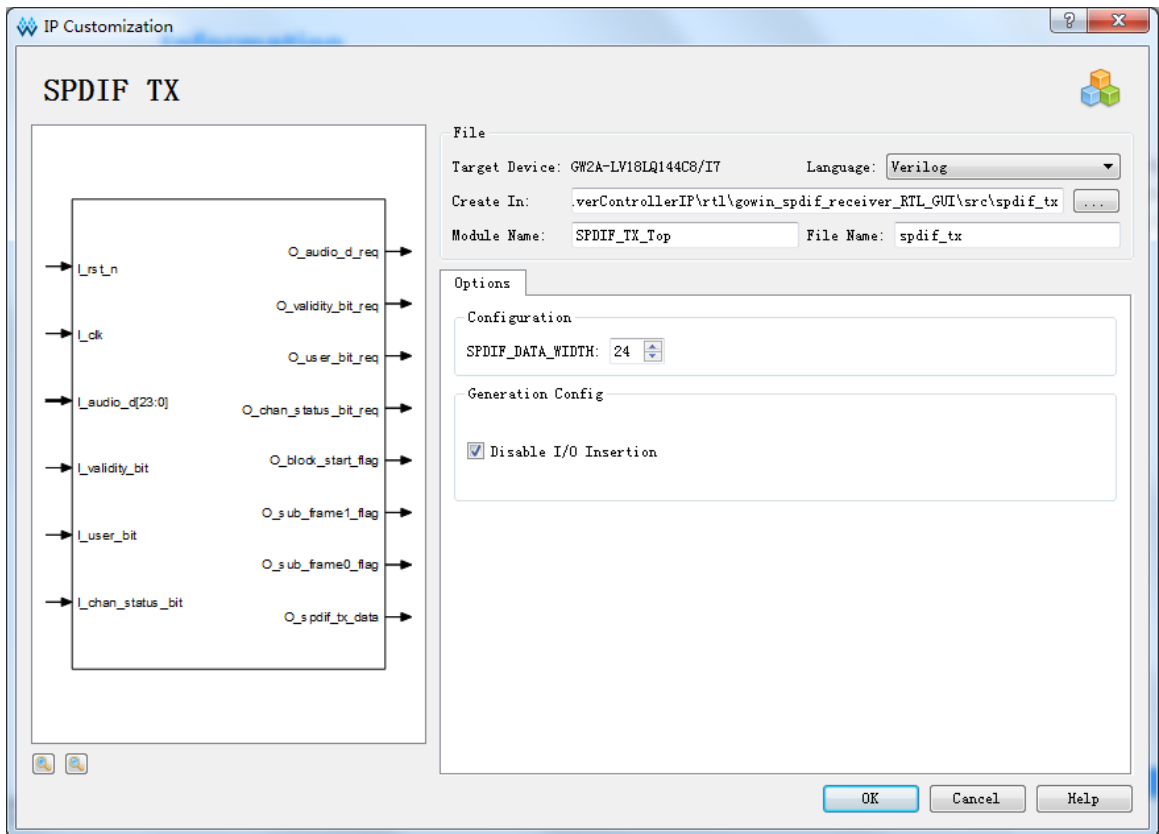 IP Customization
SPDIF TX
I_rst_n
I_clk
I_audio_d[23:0]
I_validity_bit
I_user_bit
I_chan_status_bit
O_audio_d_req
O_validity_bit_req
O_user_bit_req
O_chan_status_bit_req
O_block_start_flag
O_sub_frame1_flag
O_sub_frame0_flag
O_spdif_tx_data
File
Target Device: GW2A-LV18LQ144C8/I7 Language: Verilog
Create In: .verControllerIP\rtl\gowin_spdif_receiver_RTL_GUI\src\spdif_tx ...
Module Name: SPDIF_TX_Top File Name: spdif_tx
Options
Configuration
SPDIF_DATA_WIDTH: 24
Generation Config
Disable I/O Insertion
OK Cancel Help